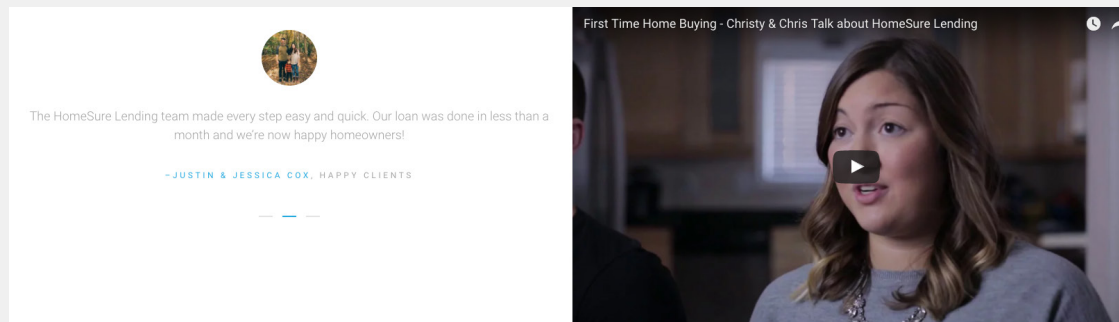 The HomeSure Lending team made every step easy and quick. Our loan was done in less than a
month and we're now happy homeowners!
–JUSTIN & JESSICA COX, HAPPY CLIENTS
First Time Home Buying - Christy & Chris Talk about HomeSure Lending